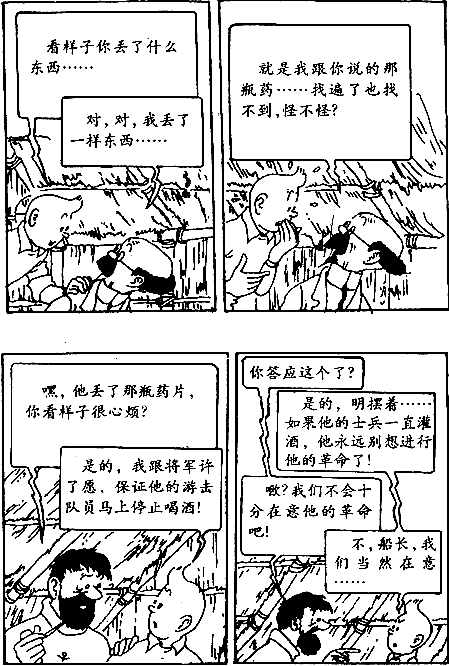 看样子你丢了什么
东西……
对，对，我丢了
一样东西……
就是我跟你说的那
瓶药……找遍了也找
不到，怪不怪？
嘿，他丢了那瓶药片，
你看样子很心烦？
是的，我跟将军许
了愿，保证他的游击
队员马上停止喝酒！
你答应这个了？
是的，明摆着……
如果他的士兵一直灌
酒，他永远别想进行
他的革命了！
噉？我们不会十
分在意他的革命
吧！
不，船长，我
们当然在意
……